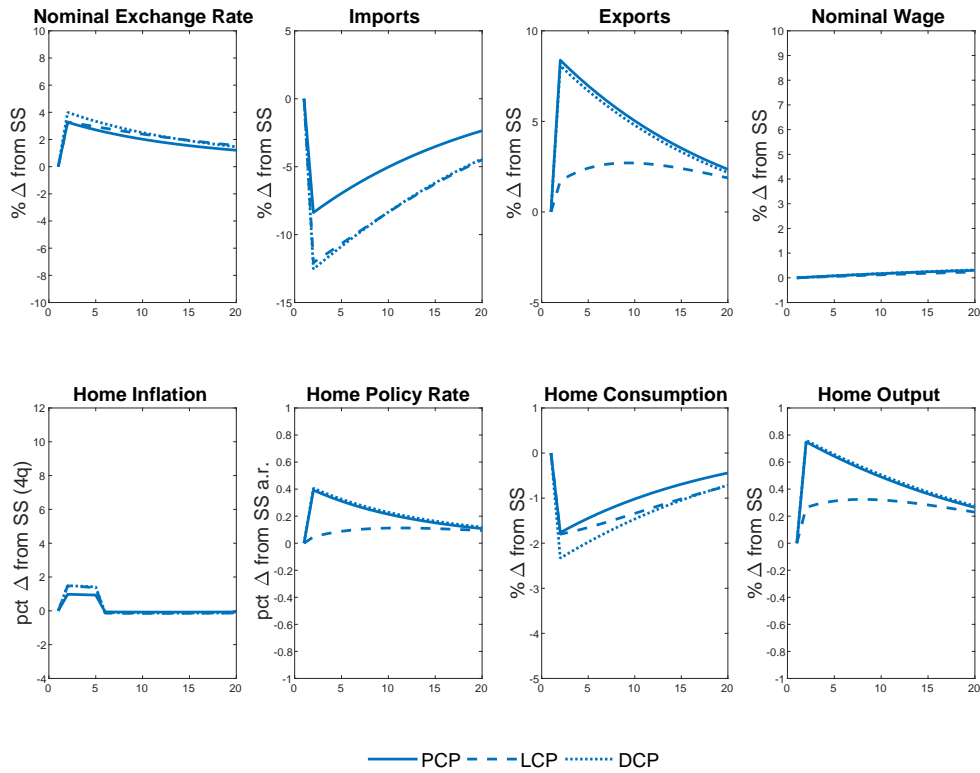 Nominal Exchange Rate
% Δ from SS
10
8
6
4
2
0
-2
-4
-6
-8
-10
0 5 10 15 20
Imports
% Δ from SS
5
0
-5
-10
-15
0 5 10 15 20
Exports
% Δ from SS
10
5
0
-5
0 5 10 15 20
Nominal Wage
% Δ from SS
10
9
8
7
6
5
4
3
2
1
0
-1
0 5 10 15 20
Home Inflation
pct Δ from SS (4q)
12
10
8
6
4
2
0
-2
-4
0 5 10 15 20
Home Policy Rate
pct Δ from SS a.r.
1
0.8
0.6
0.4
0.2
0
0.2
0.4
0.6
0.8
-1
0 5 10 15 20
Home Consumption
% Δ from SS
1
0
-1
-2
-3
-4
-5
0 5 10 15 20
Home Output
% Δ from SS
1
0.8
0.6
0.4
0.2
0
0.2
0.4
0.6
0.8
-1
0 5 10 15 20
PCP LCP DCP